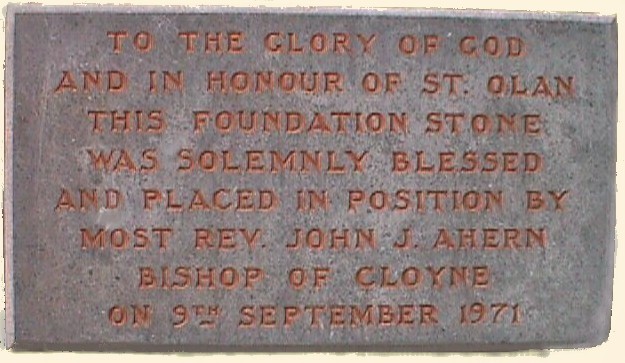 TO THE GLORY OF GOD
AND IN HONOUR OF ST. OLAN
THIS FOUNDATION STONE
WAS SOLEMNLY BLESSED
AND PLACED IN POSITION BY
MOST REV. JOHN J. AHERN
BISHOP OF CLOYNE
ON 9TH SEPTEMBER 1971